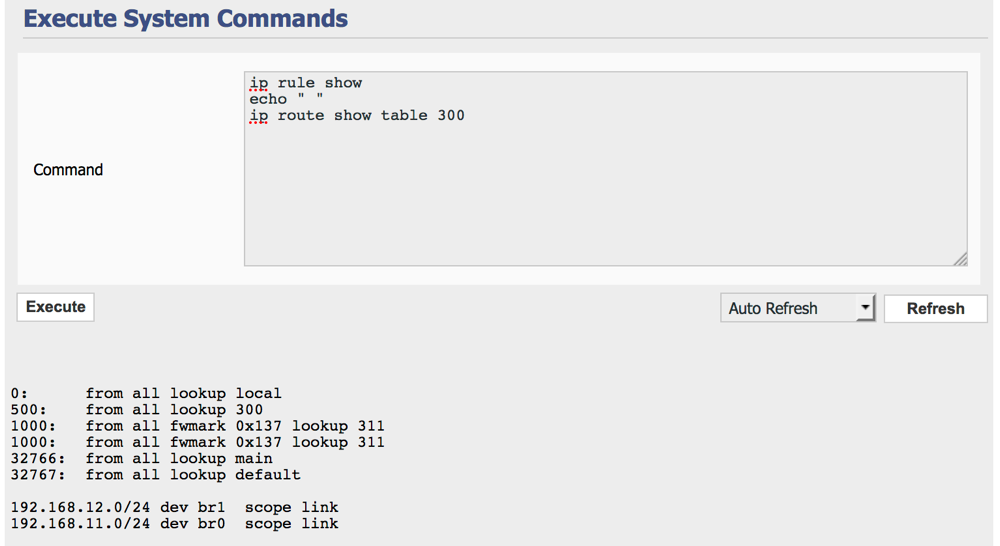 Execute System Commands
Command
ip rule show
echo " "
ip route show table 300
Execute
Auto Refresh
Refresh
0:      from all lookup local
500:    from all lookup 300
1000:   from all fwmark 0x137 lookup 311
1000:   from all fwmark 0x137 lookup 311
32766:  from all lookup main
32767:  from all lookup default
192.168.12.0/24 dev br1  scope link
192.168.11.0/24 dev br0  scope link